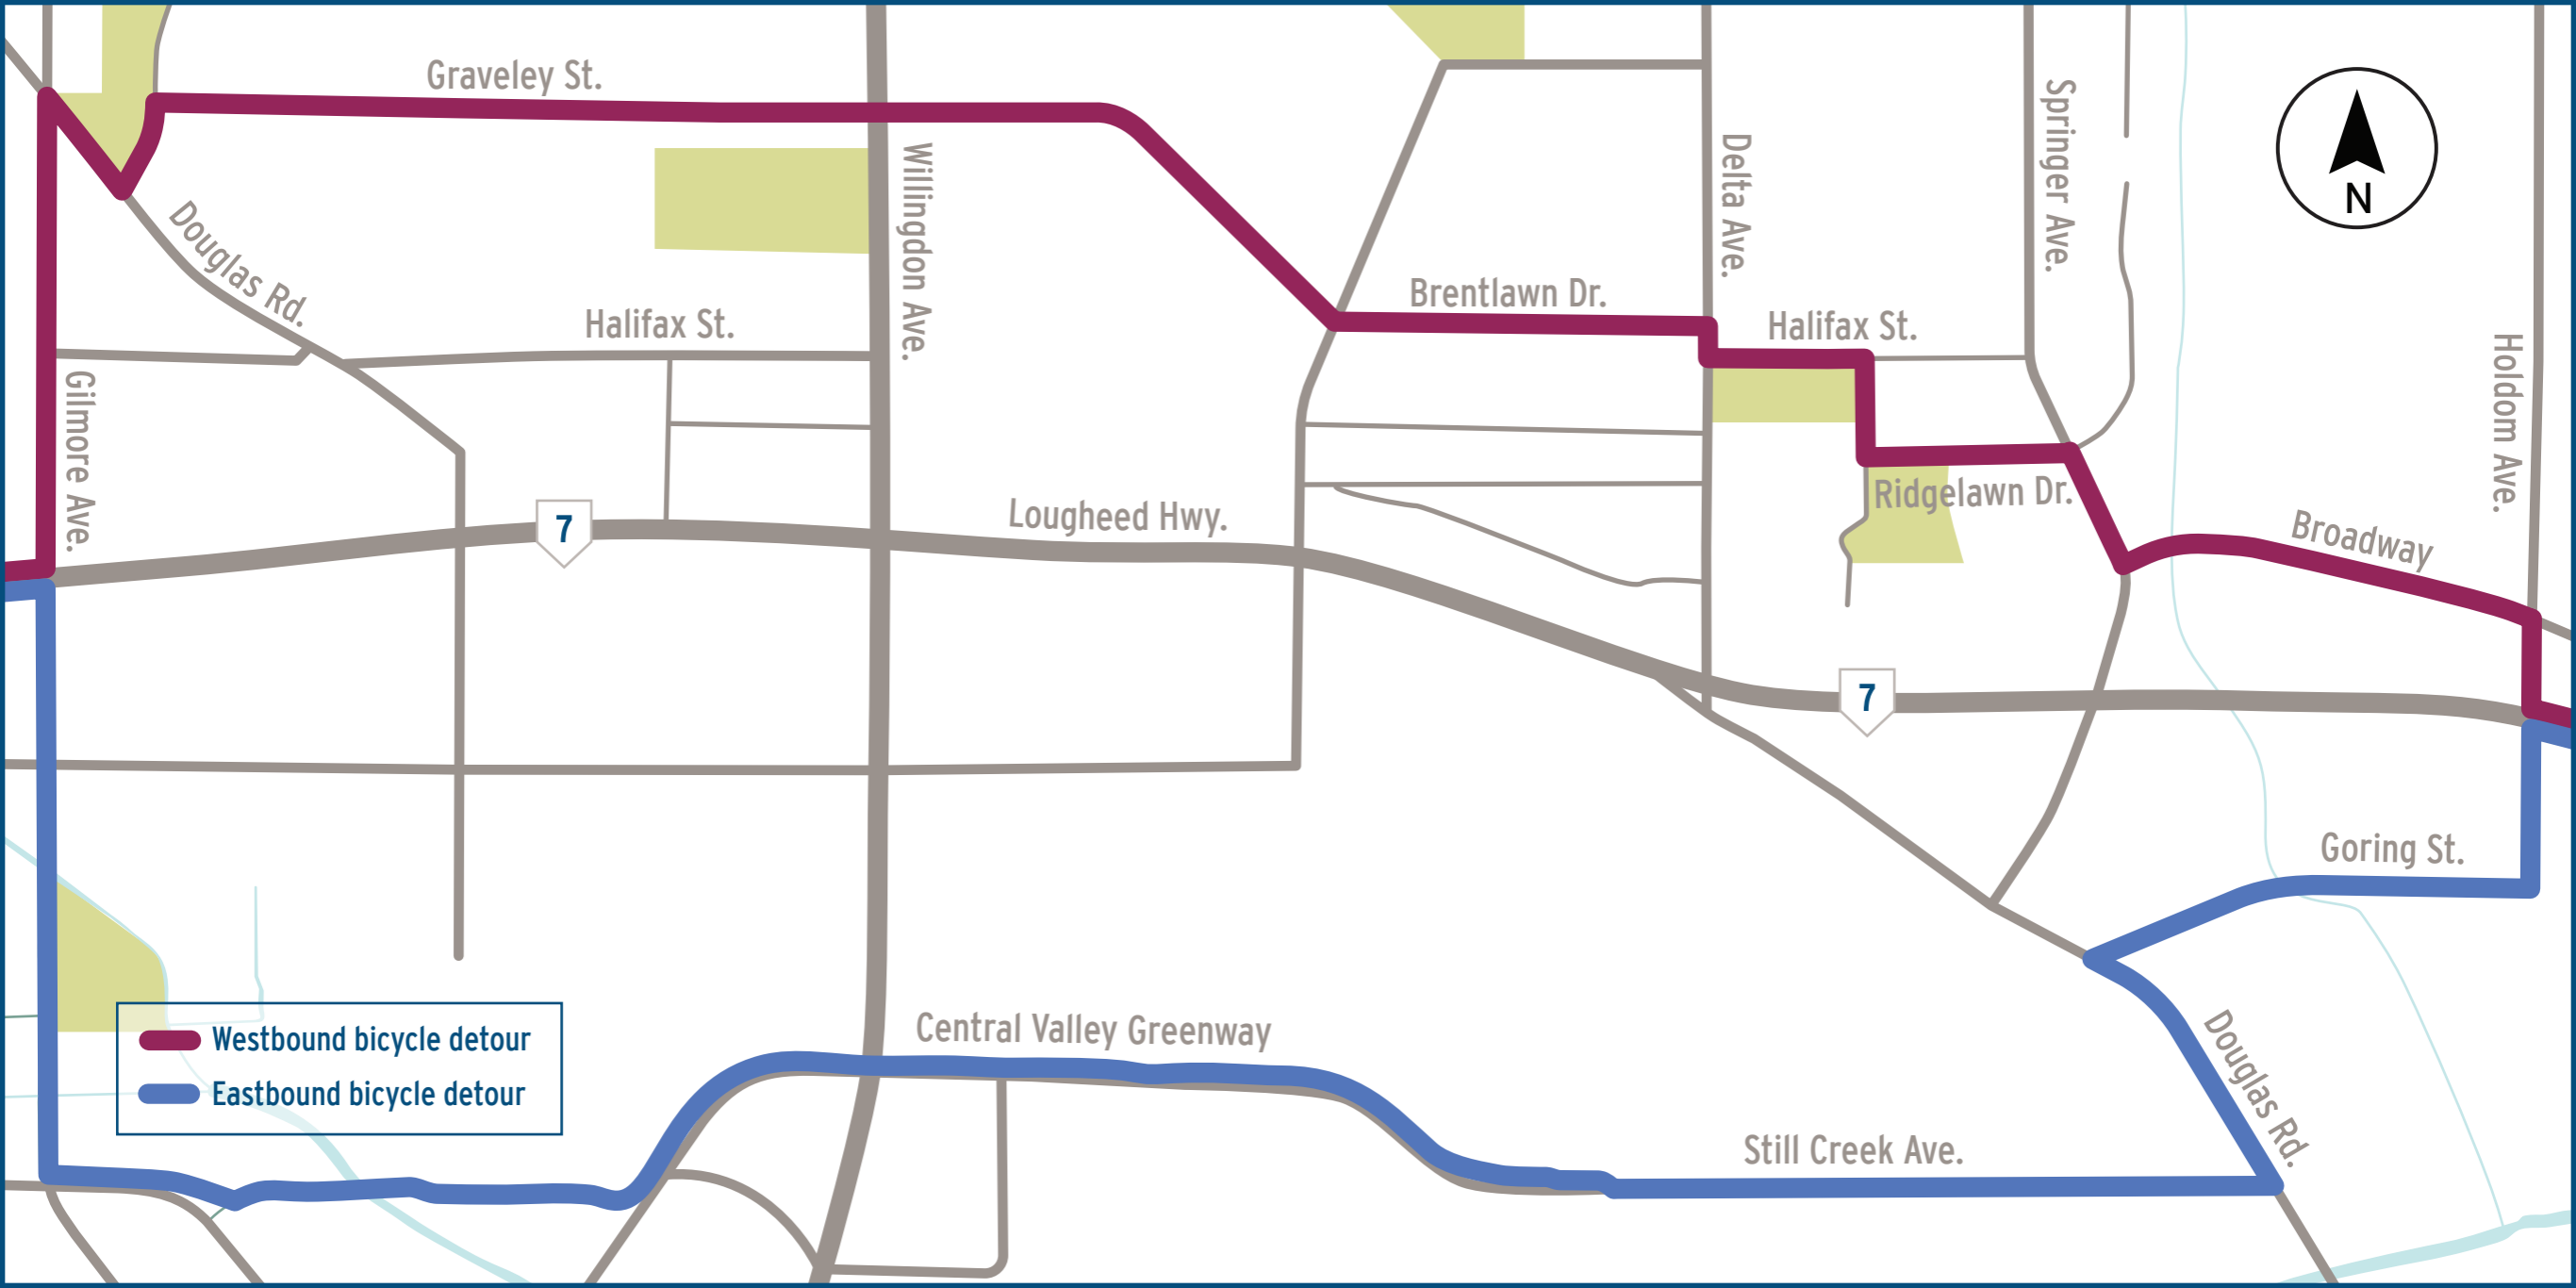 Graveley St.
Willingdon Ave.
Delta Ave.
Springer Ave.
N
Douglas Rd.
Brentlawn Dr.
Halifax St.
Halifax St.
Gilmore Ave.
Holdom Ave.
Ridgelawn Dr.
7
Lougheed Hwy.
Broadway
7
Goring St.
Central Valley Greenway
Westbound bicycle detour
Eastbound bicycle detour
Douglas Rd.
Still Creek Ave.